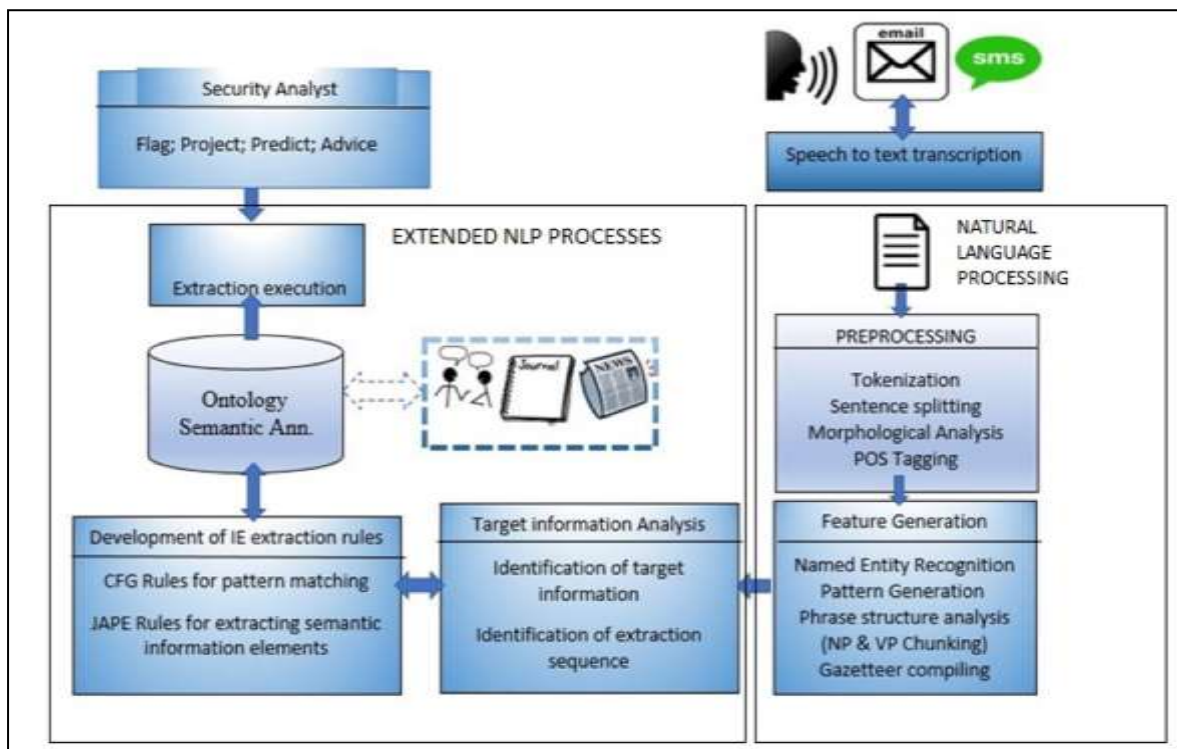 Security Analyst
Flag; Project; Predict; Advice
email
sms
Speech to text transcription
EXTENDED NLP PROCESSES
Extraction execution
Ontology
Semantic Ann.
Journal
NEWS
Development of IE extraction rules
CFG Rules for pattern matching
JAPE Rules for extracting semantic
information elements
Target information Analysis
Identification of target
information
Identification of extraction
sequence
NATURAL
LANGUAGE
PROCESSING
PREPROCESSING
Tokenization
Sentence splitting
Morphological Analysis
POS Tagging
Feature Generation
Named Entity Recognition
Pattern Generation
Phrase structure analysis
(NP & VP Chunking)
Gazetteer compiling